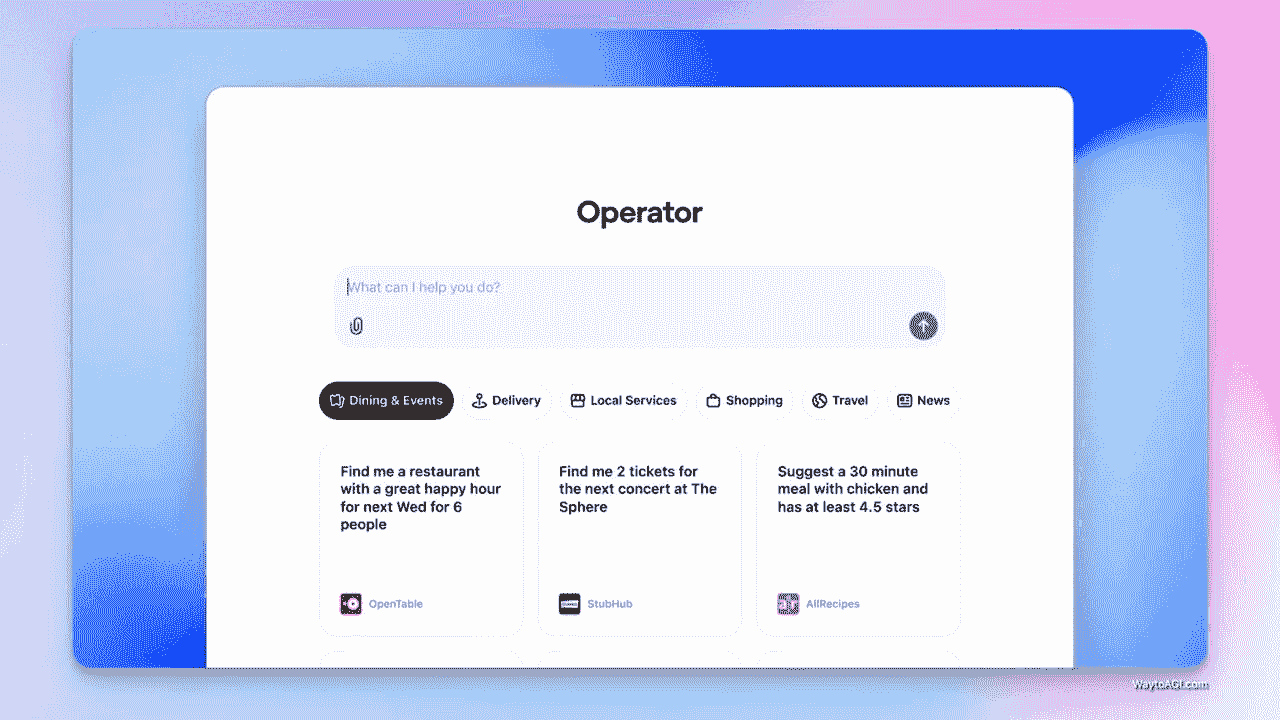 Operator
What can I help you do?
Dining & Events
Delivery
Local Services
Shopping
Travel
News
Find me a restaurant
with a great happy hour
for next Wed for 6
people
OpenTable
Find me 2 tickets for
the next concert at The
Sphere
StubHub
Suggest a 30 minute
meal with chicken and
has at least 4.5 stars
AllRecipes
WaytoAGI.com